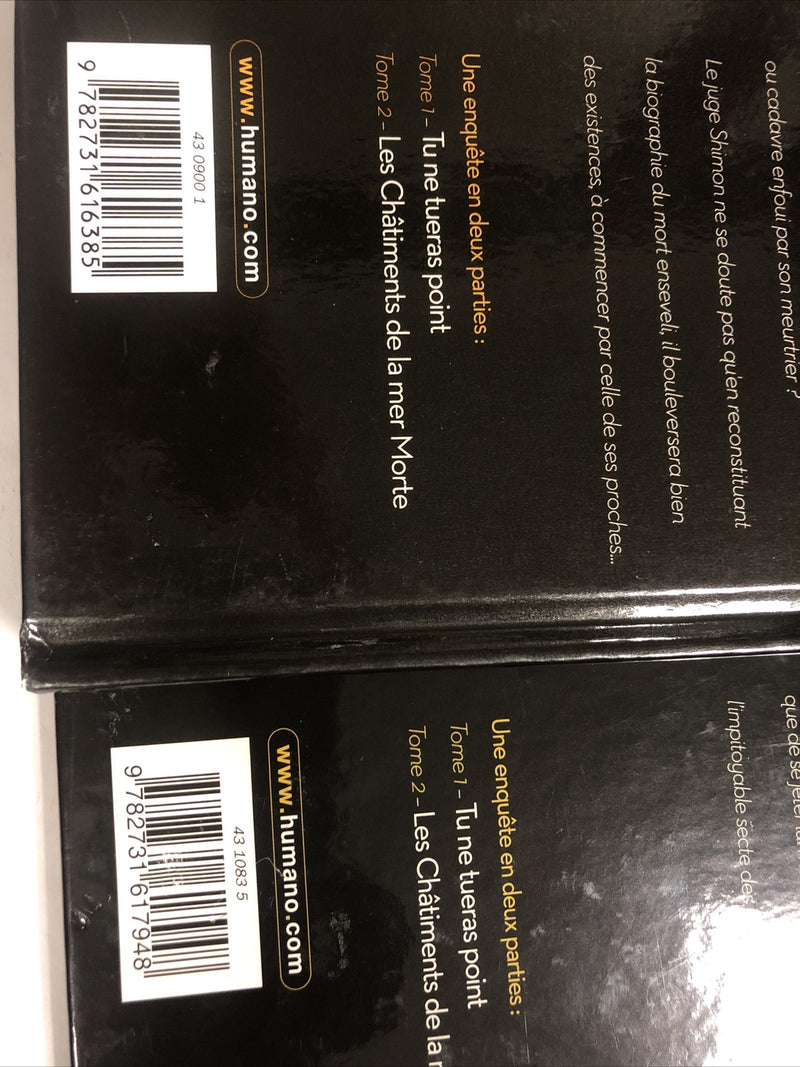 ou cadavre enfoui par son meurtrier ?
Le juge Shimon ne se doute pas qu'en reconstituant
la biographie du mort enseveli, il bouleversera bien
des existences, à commencer par celle de ses proches...
Une enquête en deux parties :
Tome 1 – Tu ne tueras point
Tome 2 – Les Châtiments de la mer Morte
www.humano.com
43 0900 1
9 782731 616385
que de se jeter
l'impitoyable secte des
Une enquête en deux parties :
Tome 1 – Tu ne tueras point
Tome 2 – Les Châtiments de la
www.humano.com
43 1083 5
9 782731 617948